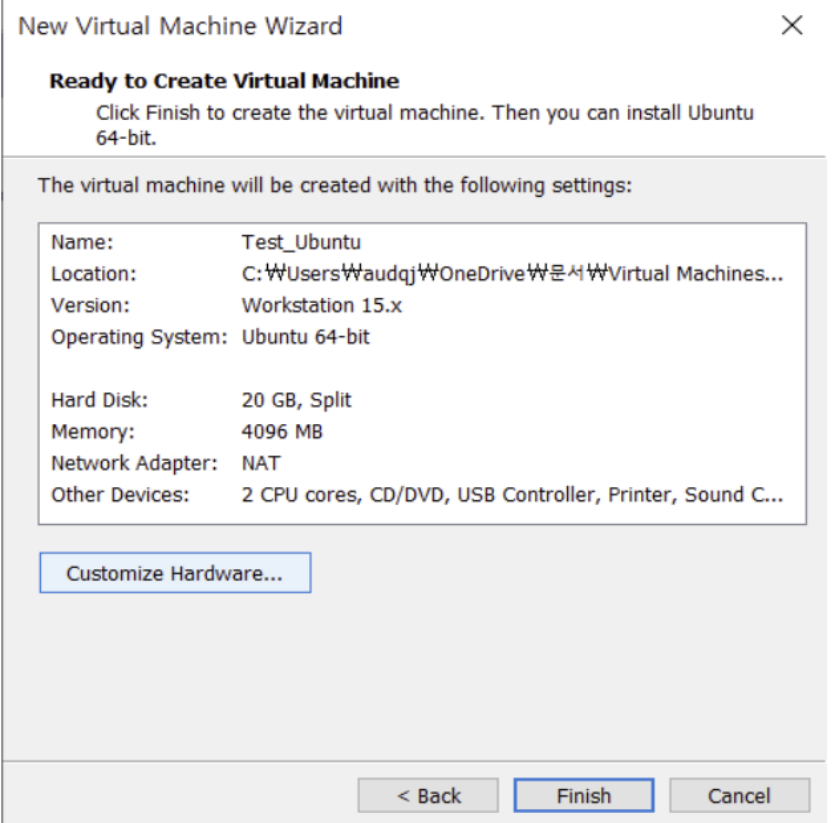 New Virtual Machine Wizard
Ready to Create Virtual Machine
Click Finish to create the virtual machine. Then you can install Ubuntu
64-bit.
The virtual machine will be created with the following settings:
Name: Test_Ubuntu
Location: C:₩Users₩audqj₩OneDrive₩문서₩Virtual Machines...
Version: Workstation 15.x
Operating System: Ubuntu 64-bit
Hard Disk: 20 GB, Split
Memory: 4096 MB
Network Adapter: NAT
Other Devices: 2 CPU cores, CD/DVD, USB Controller, Printer, Sound C...
Customize Hardware...
< Back Finish Cancel